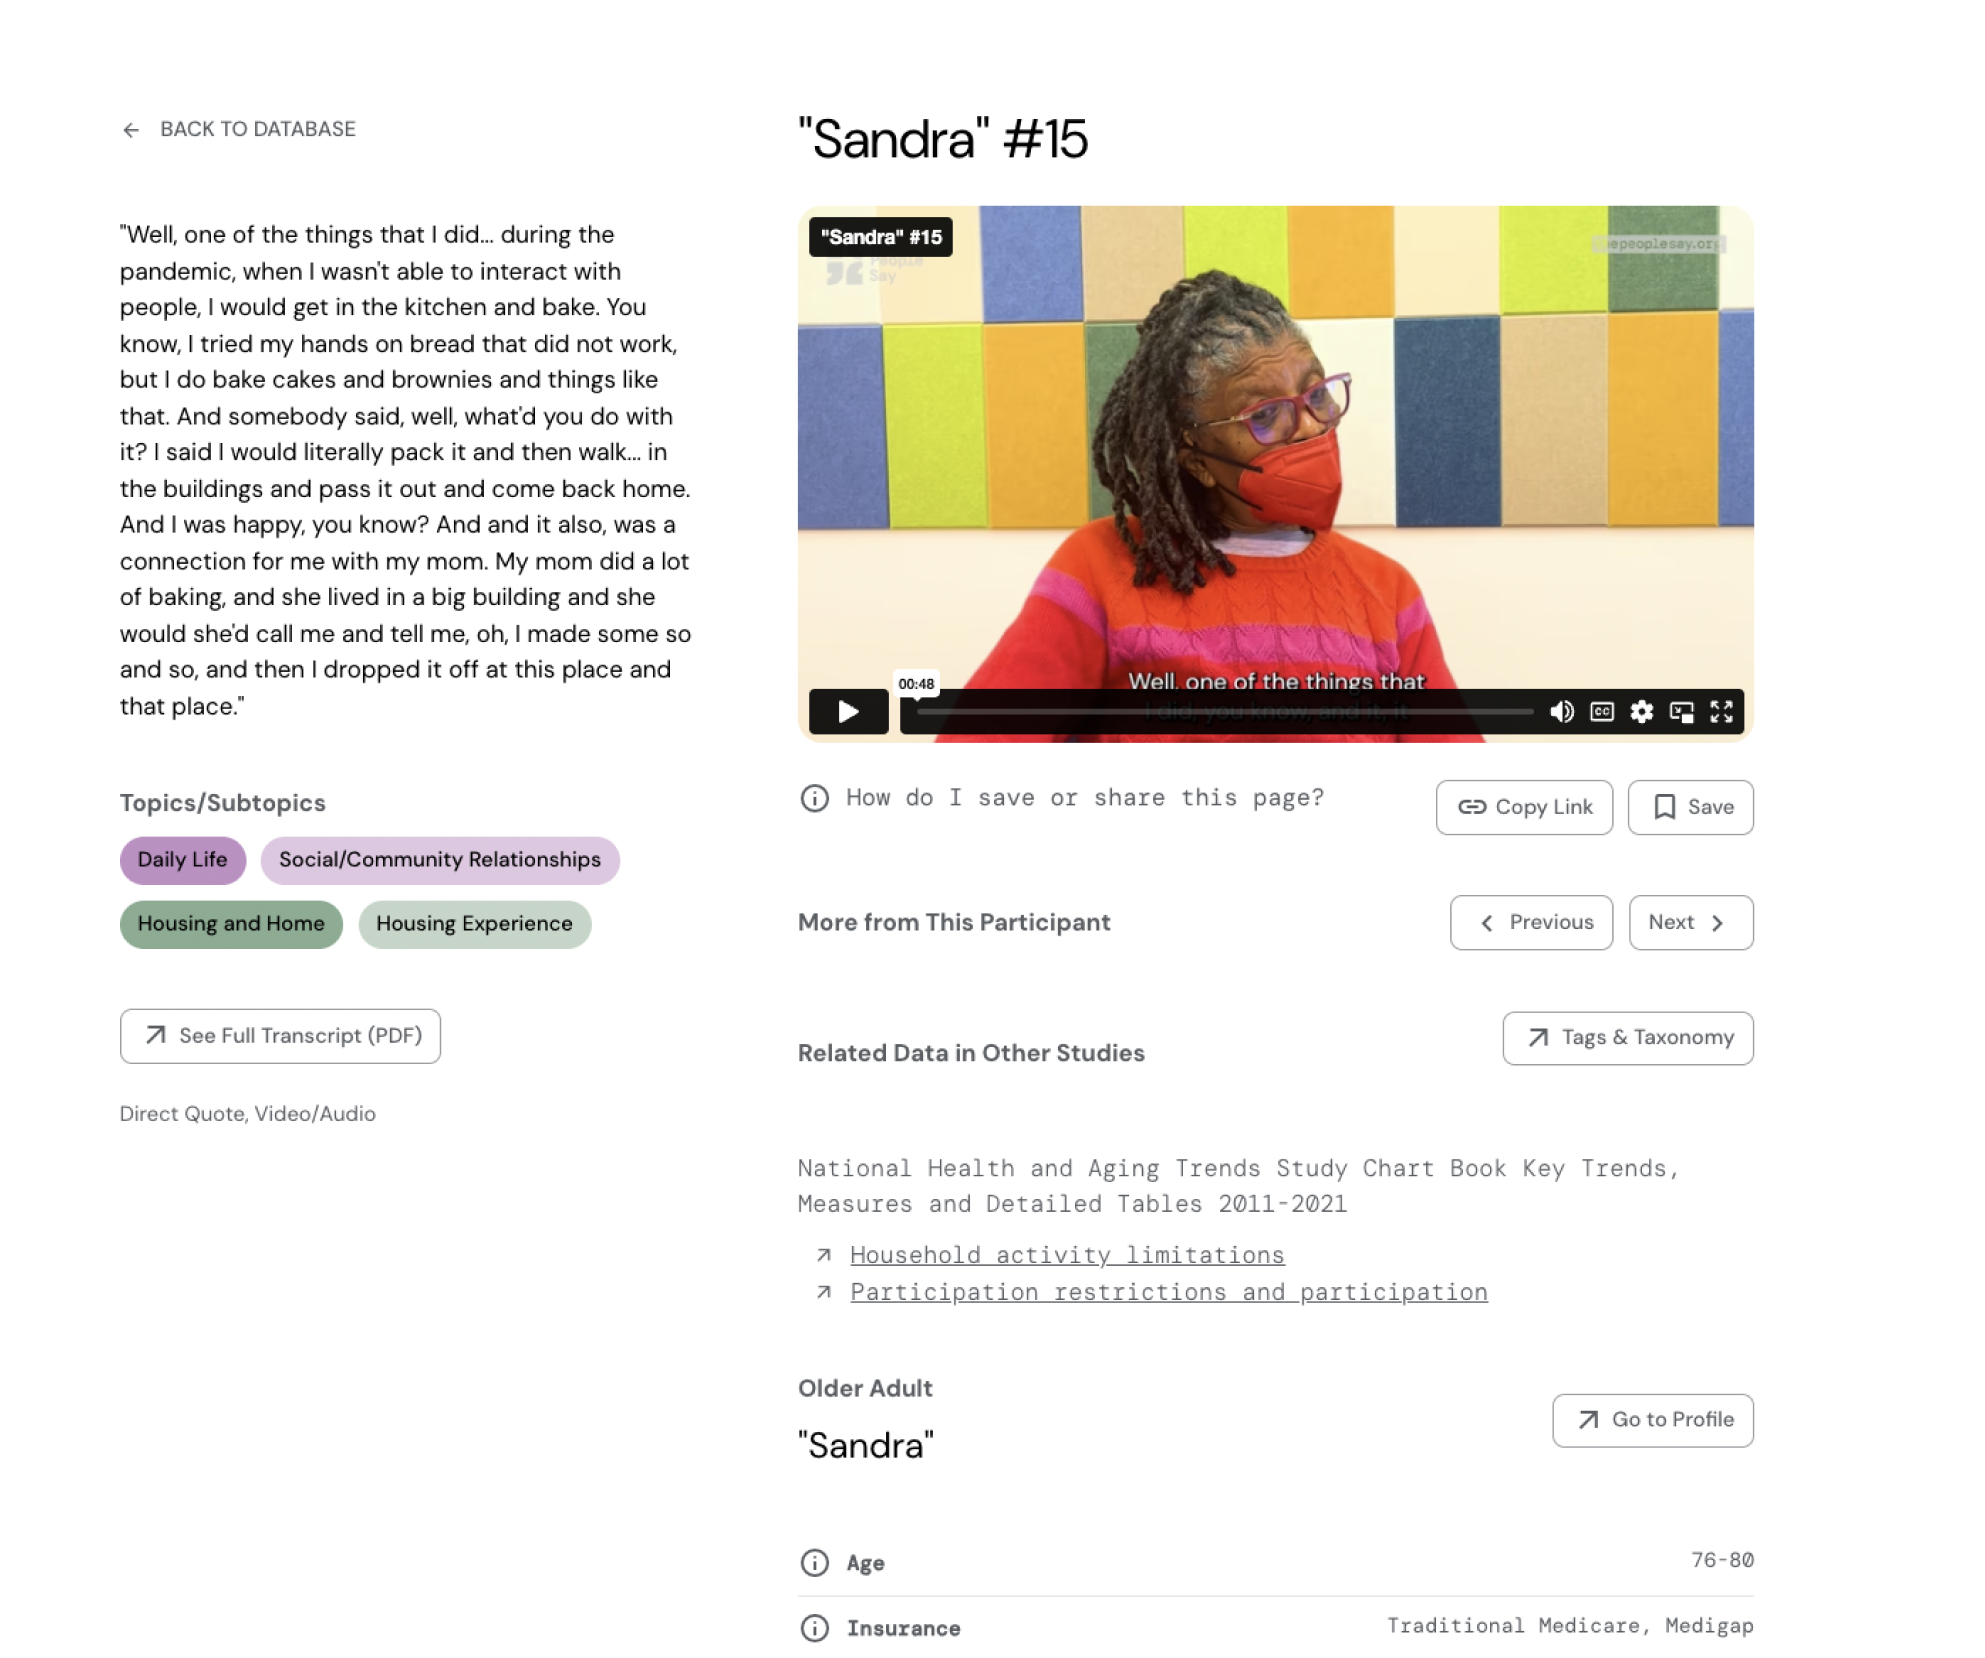 BACK TO DATABASE
"Well, one of the things that I did... during the
pandemic, when I wasn't able to interact with
people, I would get in the kitchen and bake. You
know, I tried my hands on bread that did not work,
but I do bake cakes and brownies and things like
that. And somebody said, well, what'd you do with
it? I said I would literally pack it and then walk... in
the buildings and pass it out and come back home.
And I was happy, you know? And and it also, was a
connection for me with my mom. My mom did a lot
of baking, and she lived in a big building and she
would she'd call me and tell me, oh, I made some so
and so, and then I dropped it off at this place and
that place."
Topics/Subtopics
Daily Life
Social/Community Relationships
Housing and Home
Housing Experience
See Full Transcript (PDF)
Direct Quote, Video/Audio
"Sandra" #15
"Sandra" #15
People
Say
epeoplesay.org
00:48
Well, one of the things that
I did, you know, and it, it
CC
How do I save or share this page?
Copy Link
Save
More from This Participant
Previous
Next
Related Data in Other Studies
Tags & Taxonomy
National Health and Aging Trends Study Chart Book Key Trends,
Measures and Detailed Tables 2011-2021
Household activity limitations
Participation restrictions and participation
Older Adult
"Sandra"
Go to Profile
Age
76-80
Insurance
Traditional Medicare, Medigap